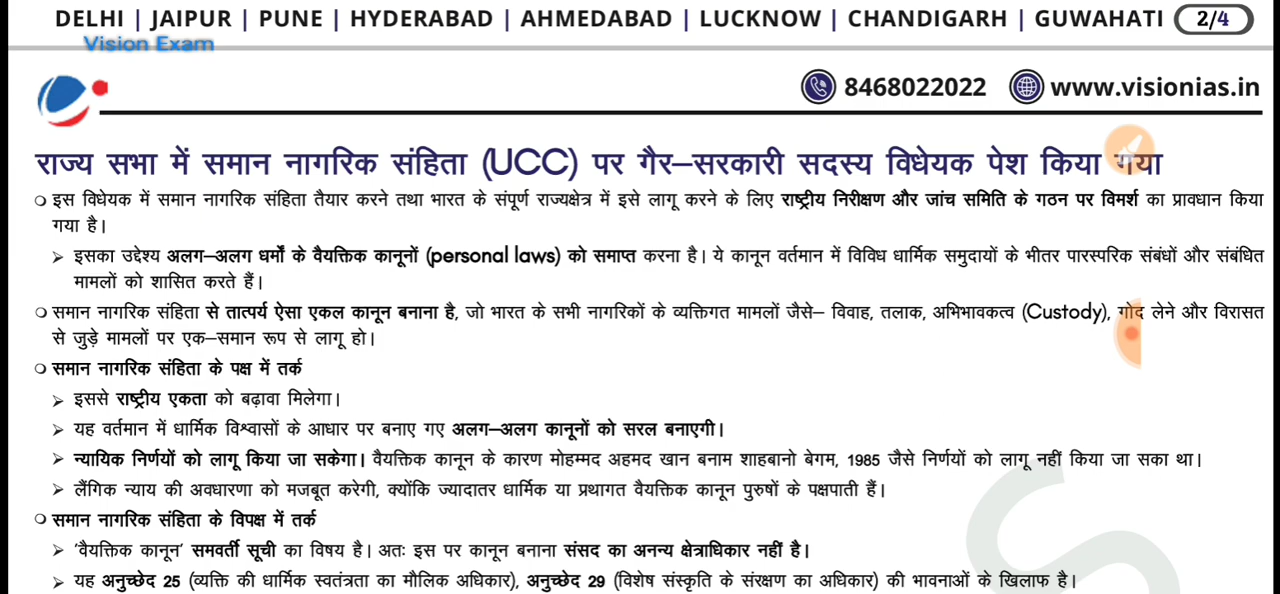 DELHI | JAIPUR | PUNE | HYDERABAD | AHMEDABAD | LUCKNOW | CHANDIGARH | GUWAHATI 2/4
Vision Exam
8468022022 www.visionias.in
राज्य सभा में समान नागरिक संहिता (UCC) पर गैर–सरकारी सदस्य विधेयक पेश किया गया
○ इस विधेयक में समान नागरिक संहिता तैयार करने तथा भारत के संपूर्ण राज्यक्षेत्र में इसे लागू करने के लिए राष्ट्रीय निरीक्षण और जांच समिति के गठन पर विमर्श का प्रावधान किया
गया है।
➢ इसका उद्देश्य अलग–अलग धर्मों के वैयक्तिक कानूनों (personal laws) को समाप्त करना है। ये कानून वर्तमान में विविध धार्मिक समुदायों के भीतर पारस्परिक संबंधों और संबंधित
मामलों को शासित करते हैं।
○ समान नागरिक संहिता से तात्पर्य ऐसा एकल कानून बनाना है, जो भारत के सभी नागरिकों के व्यक्तिगत मामलों जैसे– विवाह, तलाक, अभिभावकत्व (Custody), गोद लेने और विरासत
से जुड़े मामलों पर एक–समान रूप से लागू हो।
○ समान नागरिक संहिता के पक्ष में तर्क
➢ इससे राष्ट्रीय एकता को बढ़ावा मिलेगा।
➢ यह वर्तमान में धार्मिक विश्वासों के आधार पर बनाए गए अलग–अलग कानूनों को सरल बनाएगी।
➢ न्यायिक निर्णयों को लागू किया जा सकेगा। वैयक्तिक कानून के कारण मोहम्मद अहमद खान बनाम शाहबानो बेगम, 1985 जैसे निर्णयों को लागू नहीं किया जा सका था।
➢ लैंगिक न्याय की अवधारणा को मजबूत करेगी, क्योंकि ज्यादातर धार्मिक या प्रथागत वैयक्तिक कानून पुरुषों के पक्षपाती हैं।
○ समान नागरिक संहिता के विपक्ष में तर्क
➢ ‘वैयक्तिक कानून’ समवर्ती सूची का विषय है। अतः इस पर कानून बनाना संसद का अनन्य क्षेत्राधिकार नहीं है।
➢ यह अनुच्छेद 25 (व्यक्ति की धार्मिक स्वतंत्रता का मौलिक अधिकार), अनुच्छेद 29 (विशेष संस्कृति के संरक्षण का अधिकार) की भावनाओं के खिलाफ है।